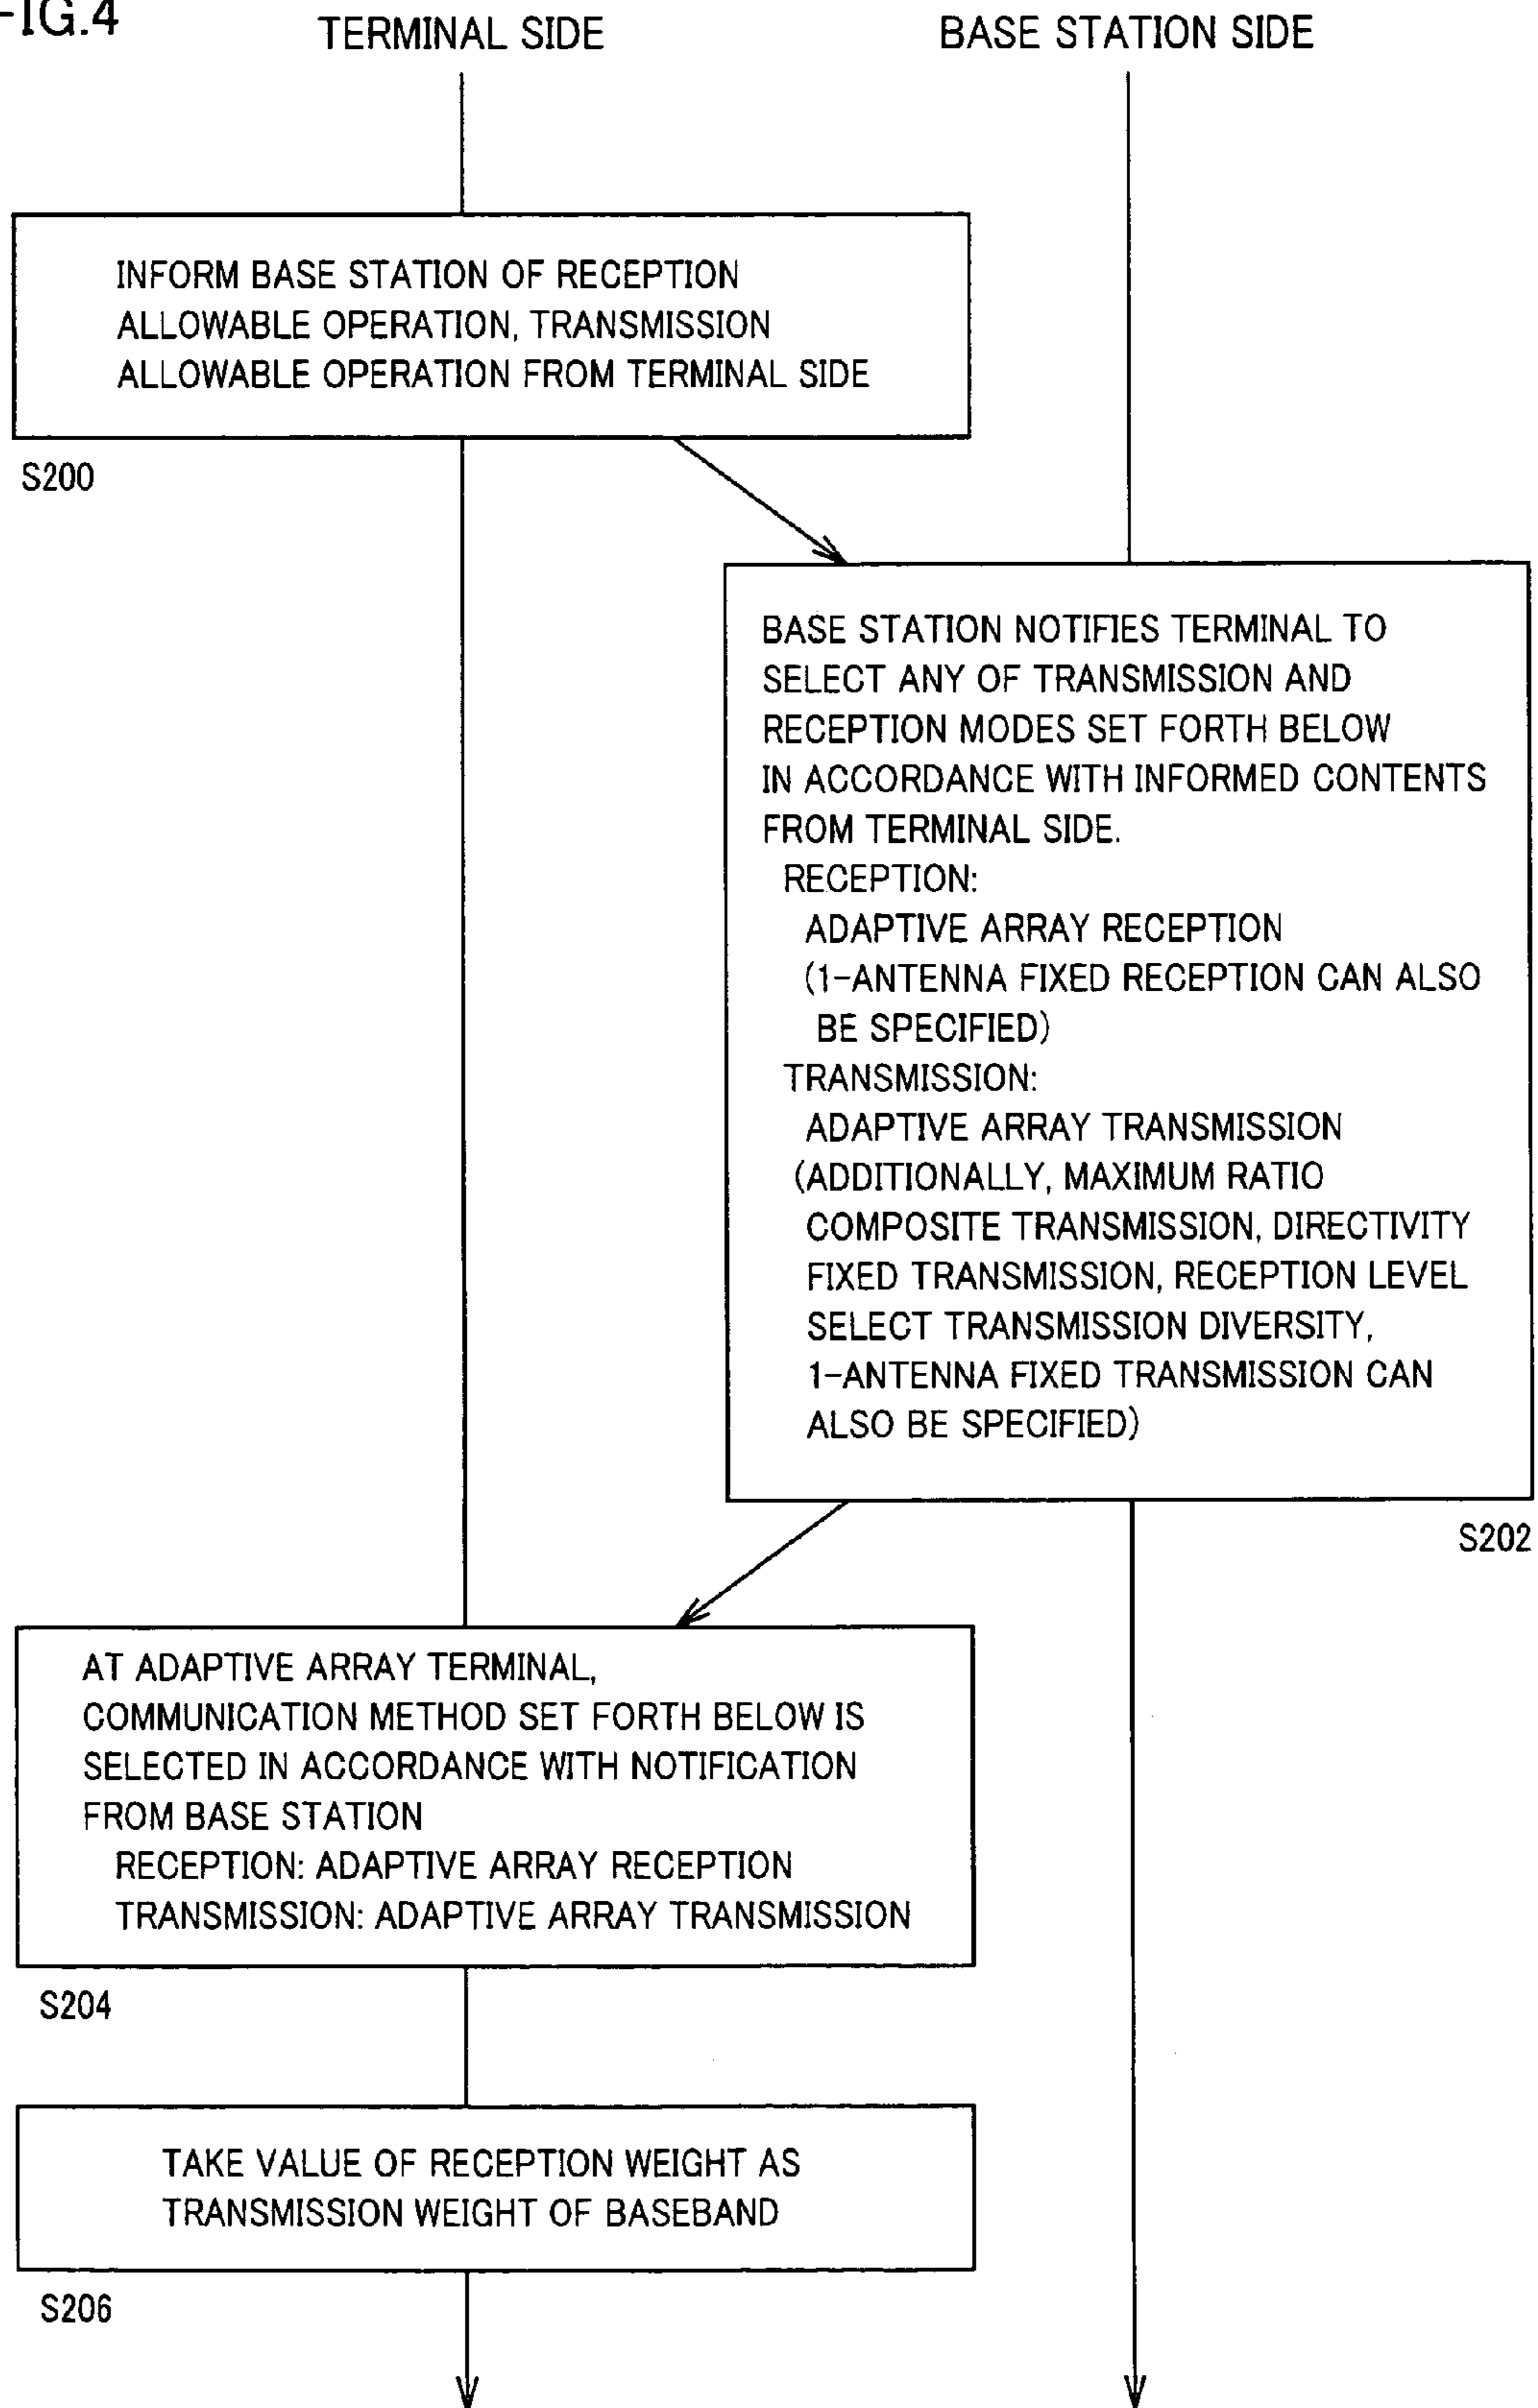 FIG.4
TERMINAL SIDE
BASE STATION SIDE
INFORM BASE STATION OF RECEPTION
ALLOWABLE OPERATION, TRANSMISSION
ALLOWABLE OPERATION FROM TERMINAL SIDE
S200
BASE STATION NOTIFIES TERMINAL TO
SELECT ANY OF TRANSMISSION AND
RECEPTION MODES SET FORTH BELOW
IN ACCORDANCE WITH INFORMED CONTENTS
FROM TERMINAL SIDE.
RECEPTION:
ADAPTIVE ARRAY RECEPTION
(1-ANTENNA FIXED RECEPTION CAN ALSO
BE SPECIFIED)
TRANSMISSION:
ADAPTIVE ARRAY TRANSMISSION
(ADDITIONALLY, MAXIMUM RATIO
COMPOSITE TRANSMISSION, DIRECTIVITY
FIXED TRANSMISSION, RECEPTION LEVEL
SELECT TRANSMISSION DIVERSITY,
1-ANTENNA FIXED TRANSMISSION CAN
ALSO BE SPECIFIED)
S202
AT ADAPTIVE ARRAY TERMINAL,
COMMUNICATION METHOD SET FORTH BELOW IS
SELECTED IN ACCORDANCE WITH NOTIFICATION
FROM BASE STATION
RECEPTION: ADAPTIVE ARRAY RECEPTION
TRANSMISSION: ADAPTIVE ARRAY TRANSMISSION
S204
TAKE VALUE OF RECEPTION WEIGHT AS
TRANSMISSION WEIGHT OF BASEBAND
S206